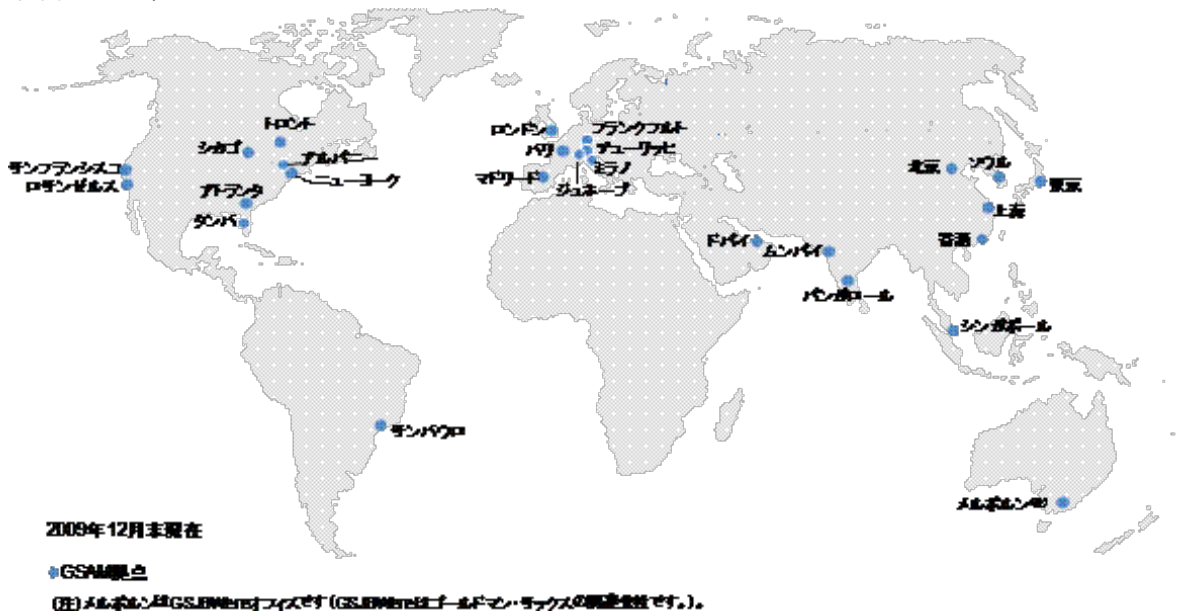 トロント
シカゴ
アルバニー
サンフランシスコ
ニューヨーク
ロサンゼルス
アトランタ
タンパ
サンパウロ
ロンドン
フランクフルト
パリ
チューリッヒ
ミラノ
マドリード
ジュネーブ
北京
ソウル
東京
上海
香港
ドバイ
ムンバイ
バンガロール
シンガポール
メルボルン
2009年12月末現在
GSAM拠点
(注)メルボルンはGSJBWereオフィスです(GSJBWereはゴールドマン・サックスの関連会社です。)。